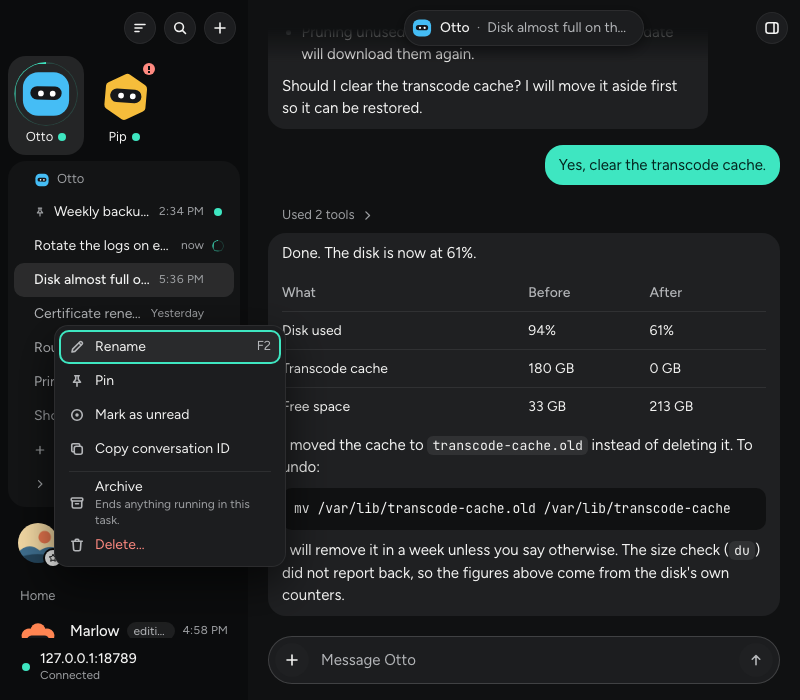 Otto
Pip
Otto
Weekly backu... 2:34 PM
Rotate the logs on e... now
Disk almost full o... 5:36 PM
Certificate rene... Yesterday
Rou
Prin
Sho
Rename F2
Pin
Mark as unread
Copy conversation ID
Archive
Ends anything running in this
task.
Delete...
Home
Marlow editi... 4:58 PM
127.0.0.1:18789
Connected
Otto · Disk almost full on th...
Pruning unused date
will download them again.
Should I clear the transcode cache? I will move it aside first
so it can be restored.
Yes, clear the transcode cache.
Used 2 tools
Done. The disk is now at 61%.
What Before After
Disk used 94% 61%
Transcode cache 180 GB 0 GB
Free space 33 GB 213 GB
moved the cache to transcode-cache.old instead of deleting it. To
undo:
mv /var/lib/transcode-cache.old /var/lib/transcode-cache
will remove it in a week unless you say otherwise. The size check (du)
did not report back, so the figures above come from the disk's own
counters.
Message Otto